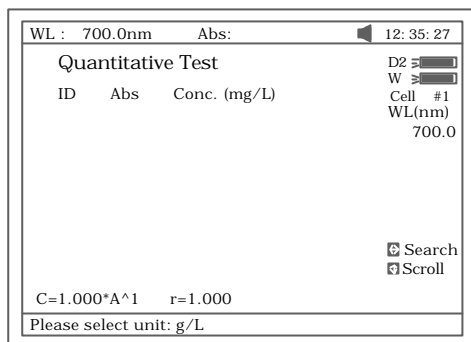 WL : 700.0nm Abs: 12: 35: 27
Quantitative Test
ID Abs Conc. (mg/L)
D2
W
Cell #1
WL(nm)
700.0
Search
Scroll
C=1.000*A^1 r=1.000
Please select unit: g/L